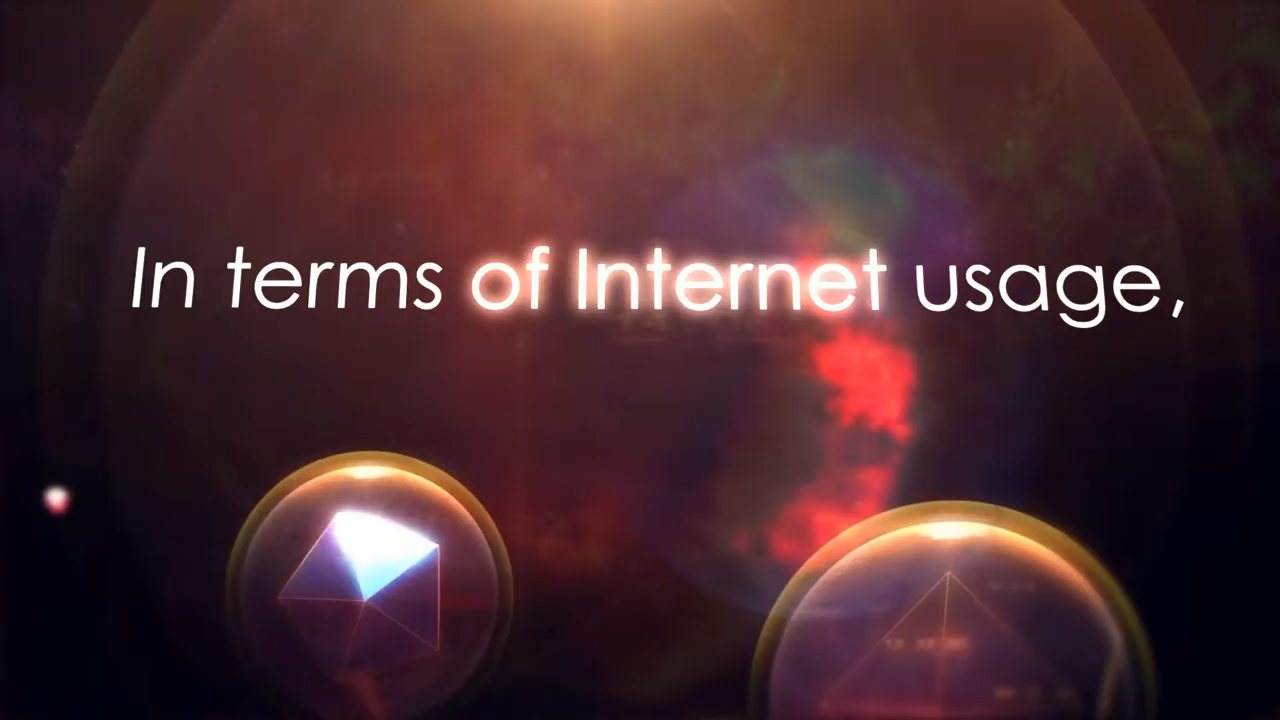 In terms of Internet usage,